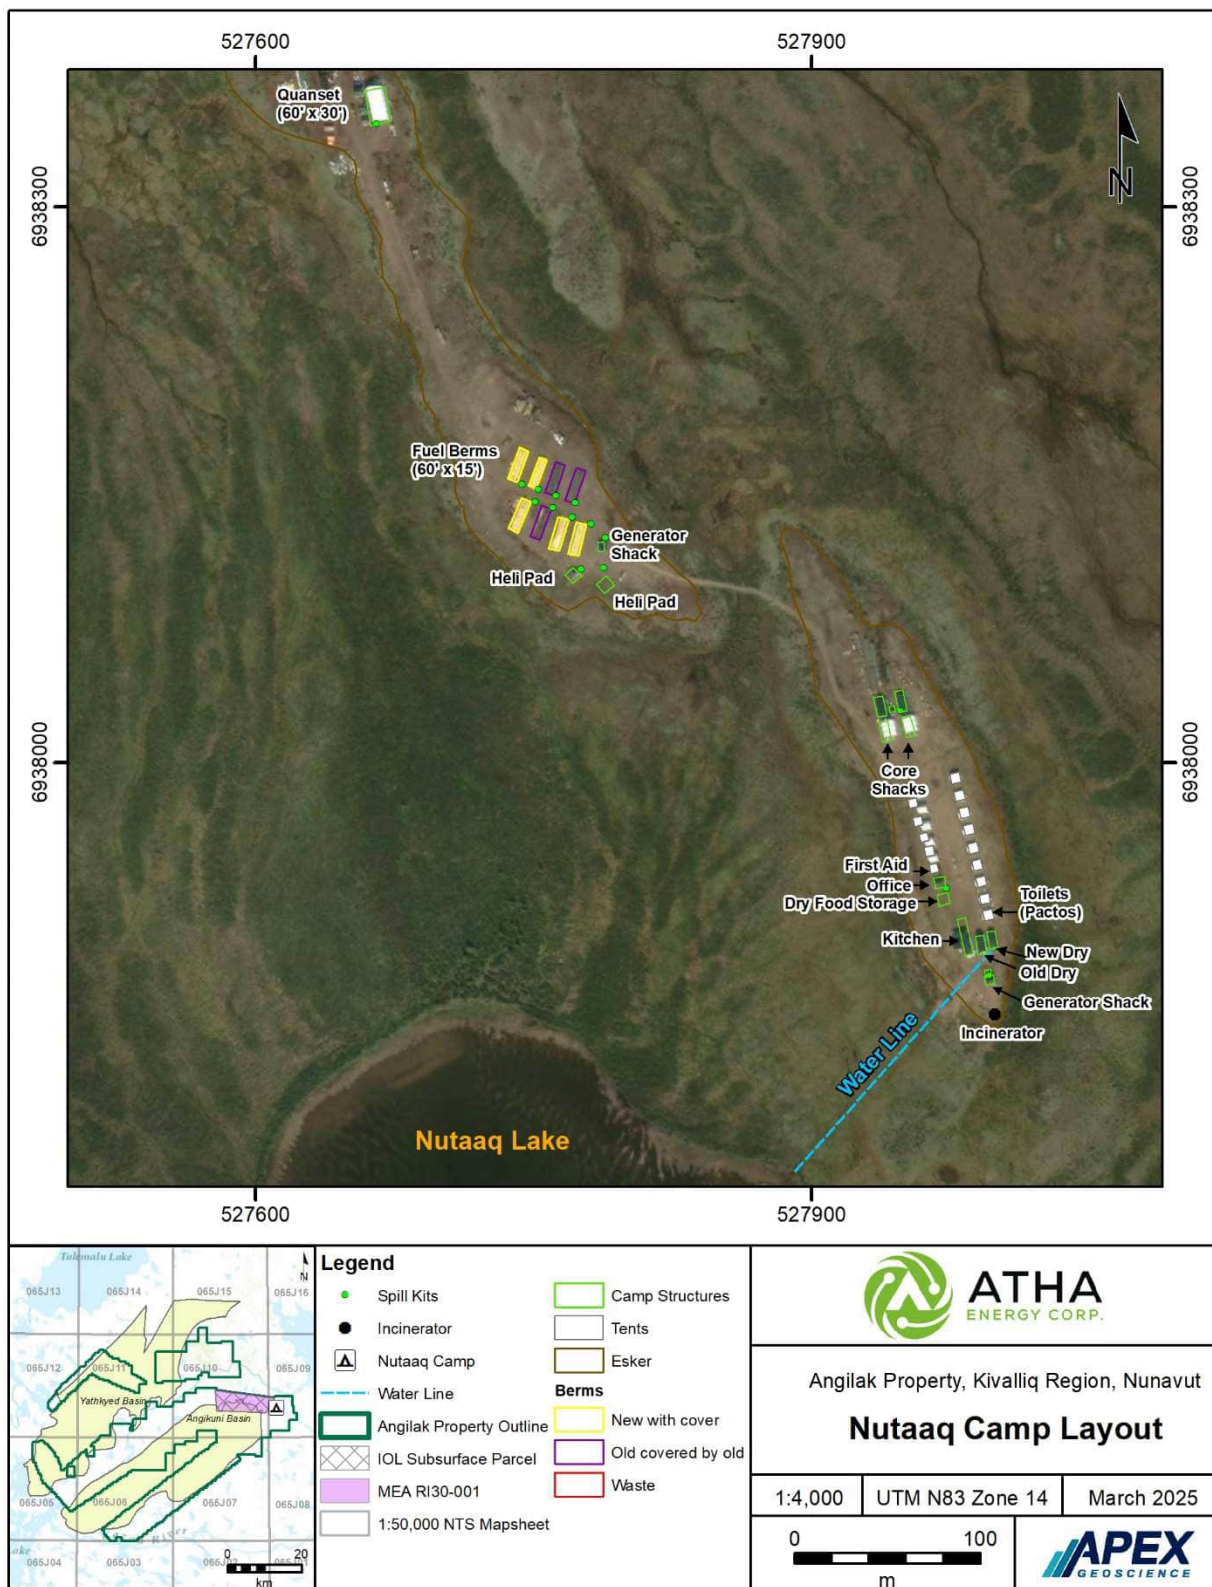 527600
527900
6938300
6938300
Quanset
(60' x 30')
N
Fuel Berms
(60' x 15')
Generator
Shack
Heli Pad
Heli Pad
6938000
6938000
Core
Shacks
First Aid
Office
Dry Food Storage
Toilets
(Pactos)
Kitchen
New Dry
Old Dry
Generator Shack
Incinerator
Water Line
Nutaaq Lake
527600
527900
Tulemalu Lake
N
065J13
065J14
065J15
065J16
065J12
065J11
065J10
065J09
Yathkyed Basin
Angikuni Basin
065J05
065J06
065J07
065J08
River
065J04
065J03
065J02
0
20
km
Legend
Spill Kits
Incinerator
Nutaaq Camp
Water Line
Angilak Property Outline
IOL Subsurface Parcel
MEA RI30-001
1:50,000 NTS Mapsheet
Camp Structures
Tents
Esker
Berms
New with cover
Old covered by old
Waste
ATHA
ENERGY CORP.
Angilak Property, Kivalliq Region, Nunavut
Nutaaq Camp Layout
1:4,000
UTM N83 Zone 14
March 2025
0
100
m
APEX
GEOSCIENCE